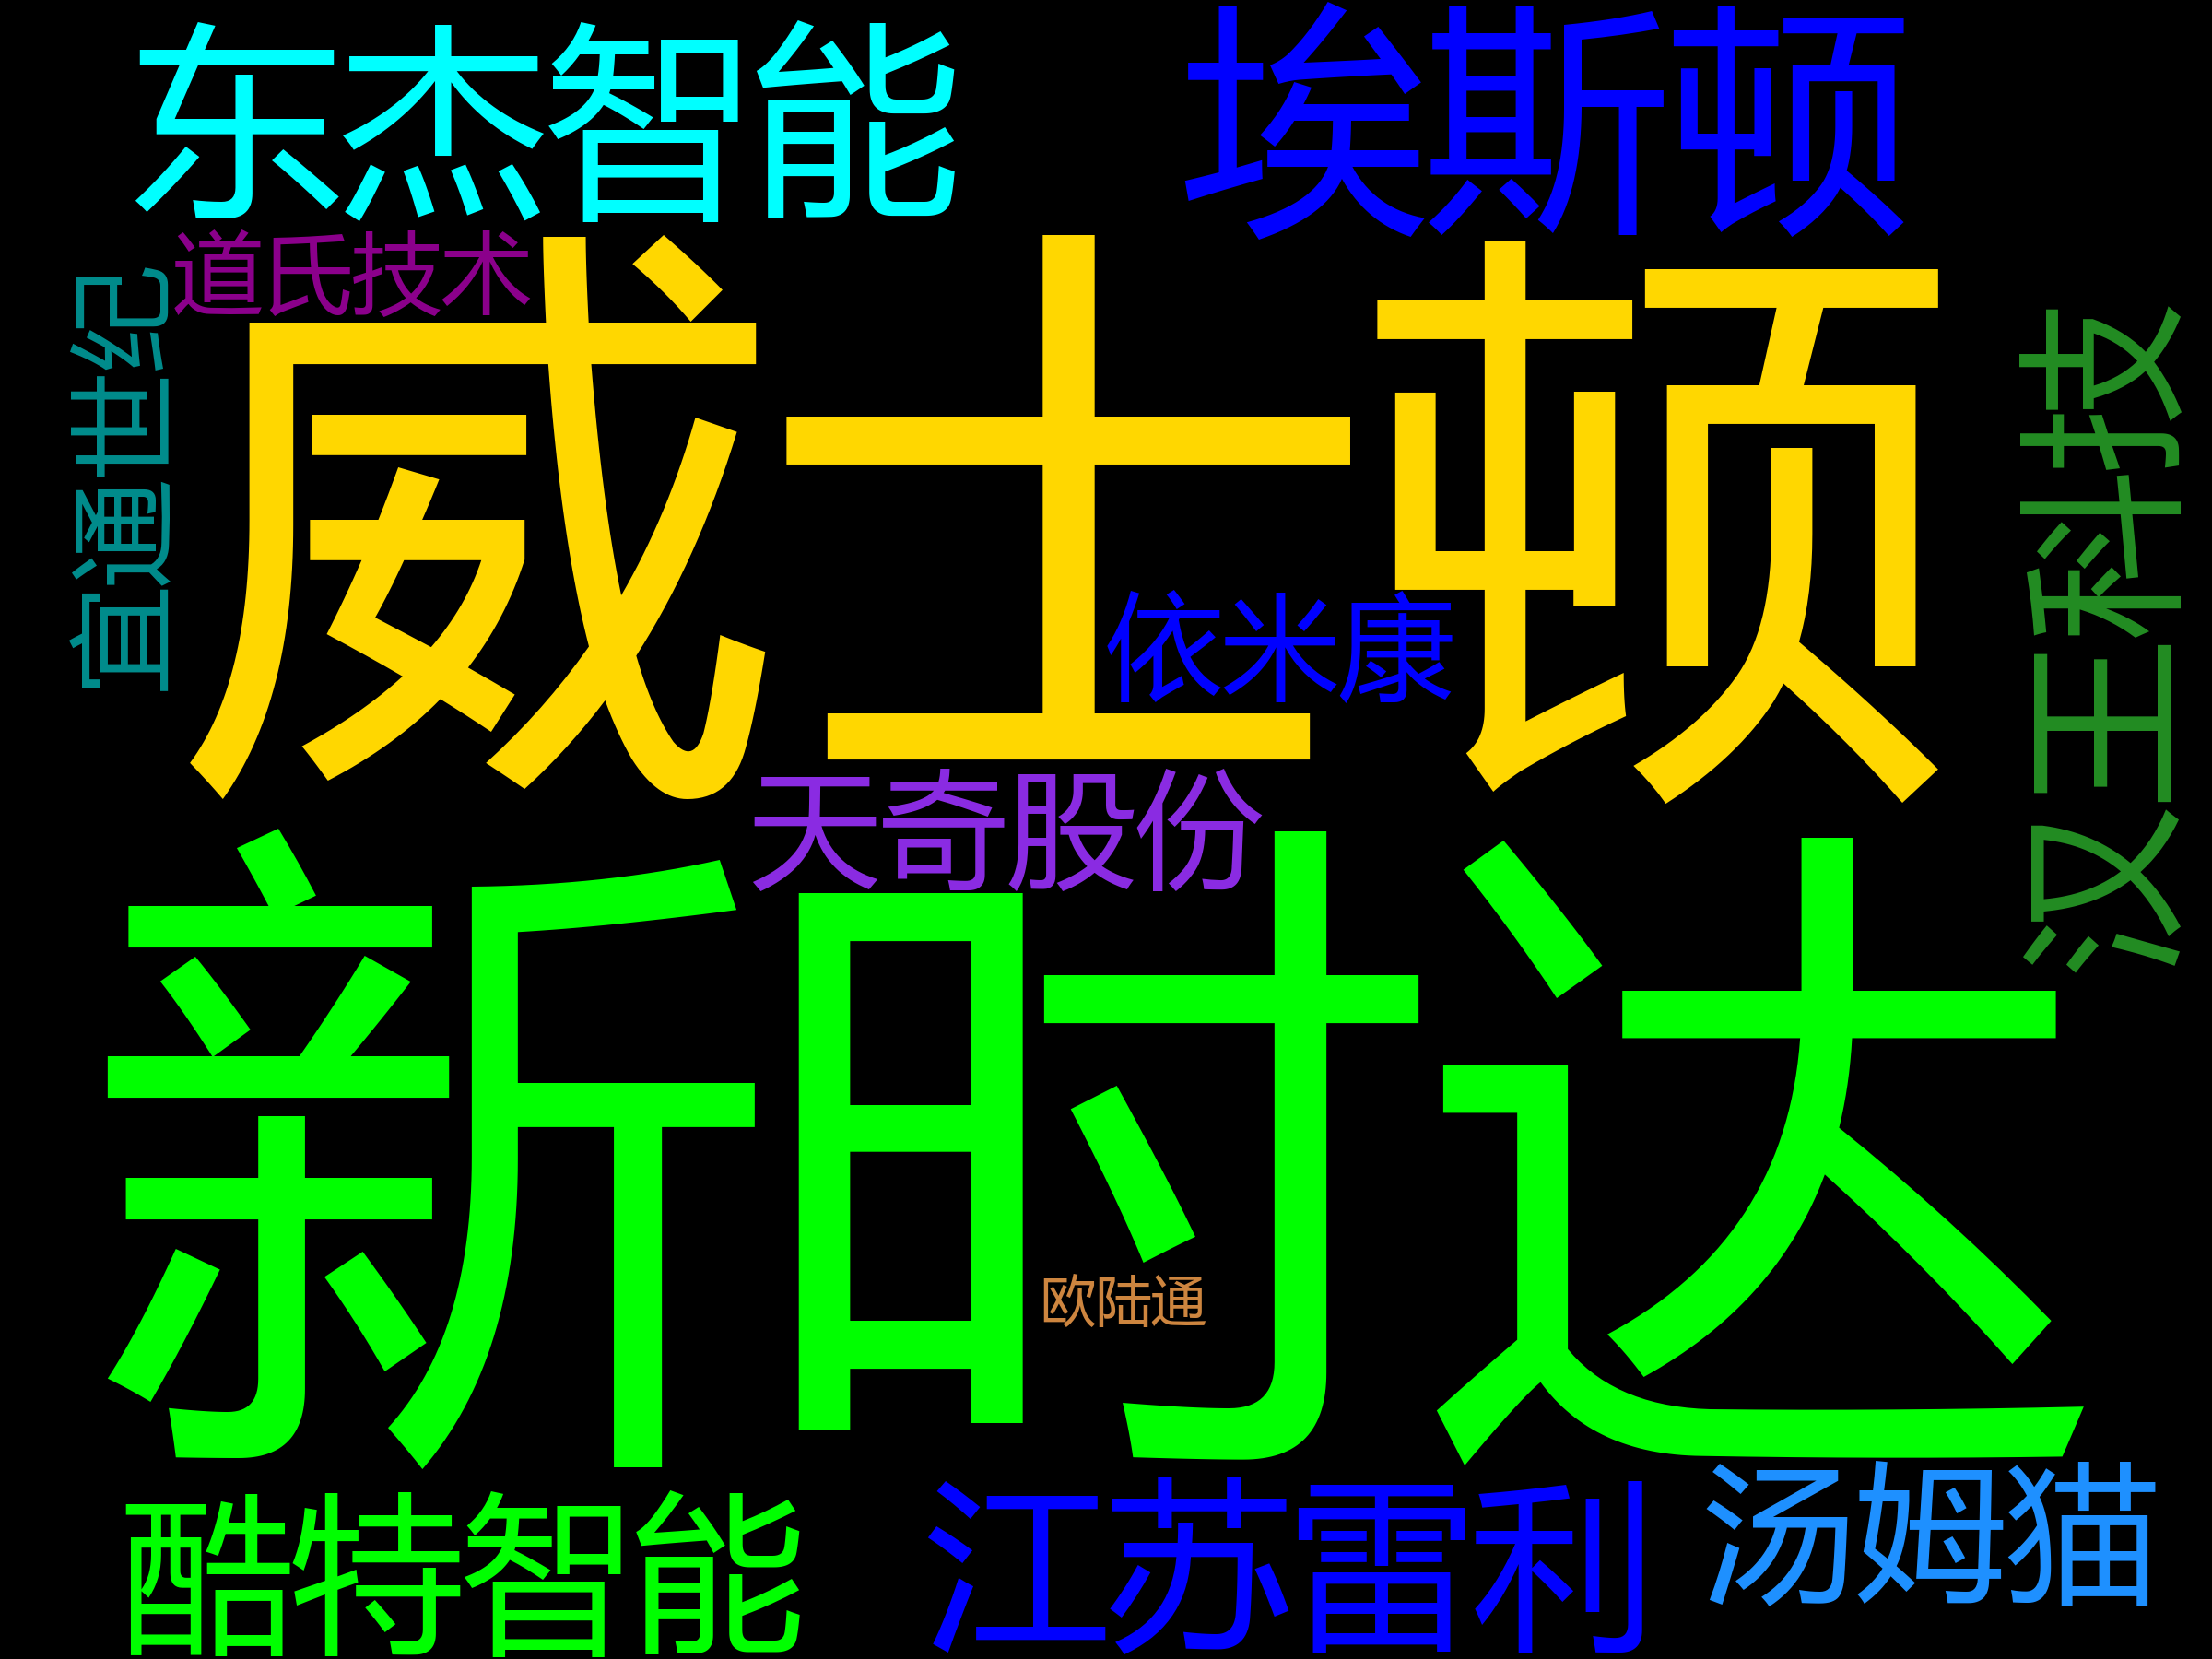 东杰智能
埃斯顿
道氏技术
宜通世纪
威士顿
汉王科技
依米康
天奇股份
新时达
欧陆通
酷特智能
江苏雷利
汤姆猫